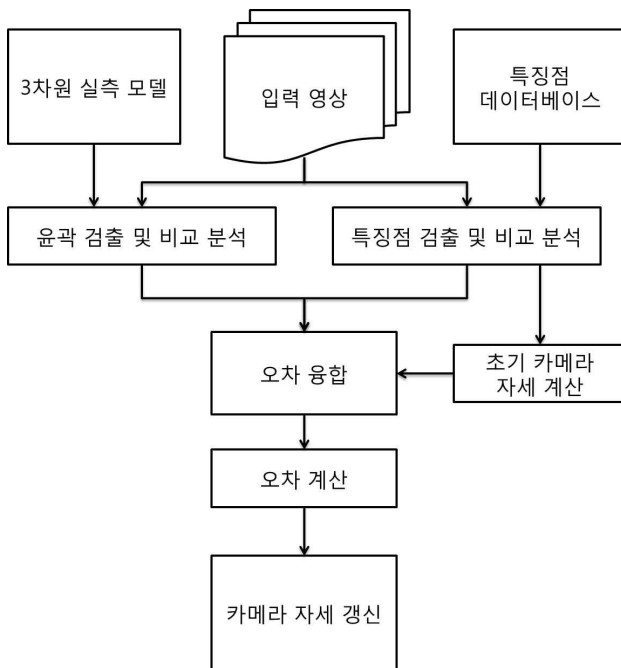 3차원 실측 모델
입력 영상
특징점
데이터베이스
윤곽 검출 및 비교 분석
특징점 검출 및 비교 분석
오차 융합
초기 카메라
자세 계산
오차 계산
카메라 자세 갱신